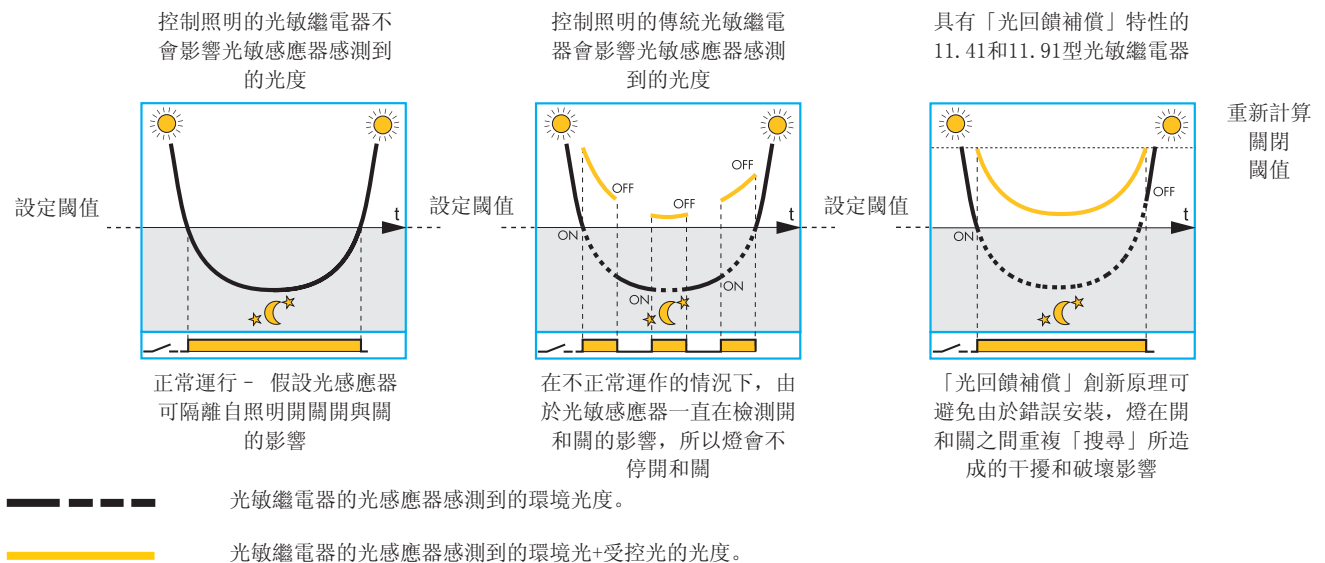 控制照明的光敏繼電器不
會影響光敏感應器感測到
的光度
控制照明的傳統光敏繼電
器會影響光敏感應器感測
到的光度
具有「光回饋補償」特性的
11.41和11.91型光敏繼電器
重新計算
關閉
閾值
設定閾值
t
設定閾值
OFF
OFF
OFF
t
ON
ON
ON
設定閾值
OFF
t
ON
正常運行- 假設光感應器
可隔離自照明開關開與關
的影響
在不正常運作的情況下，由
於光敏感應器一直在檢測開
和關的影響，所以燈會不
停開和關
「光回饋補償」創新原理可
避免由於錯誤安裝，燈在開
和關之間重複「搜尋」所造
成的干擾和破壞影響
光敏繼電器的光感應器感測到的環境光度。
光敏繼電器的光感應器感測到的環境光+受控光的光度。